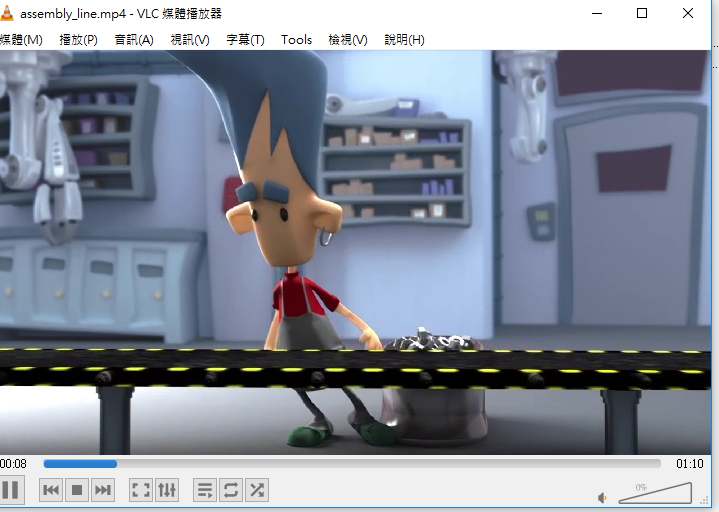 assembly_line.mp4 - VLC 媒體播放器
媒體(M) 播放(P) 音訊(A) 視訊(V) 字幕(T) Tools 檢視(V) 說明(H)
00:08 01:10
0%